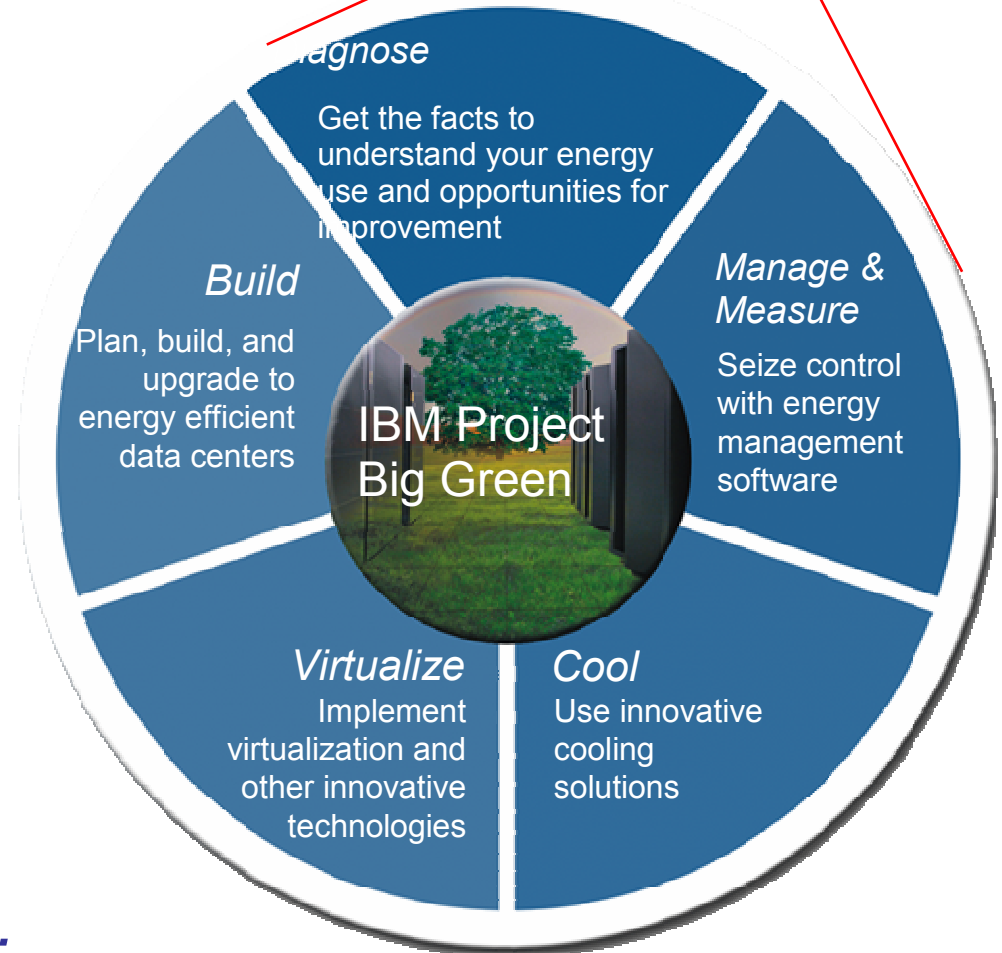 Diagnose
Get the facts to
understand your energy
use and opportunities for
improvement
Manage &
Measure
Seize control
with energy
management
software
Cool
Use innovative
cooling
solutions
Virtualize
Implement
virtualization and
other innovative
technologies
Build
Plan, build, and
upgrade to
energy efficient
data centers
IBM Project
Big Green